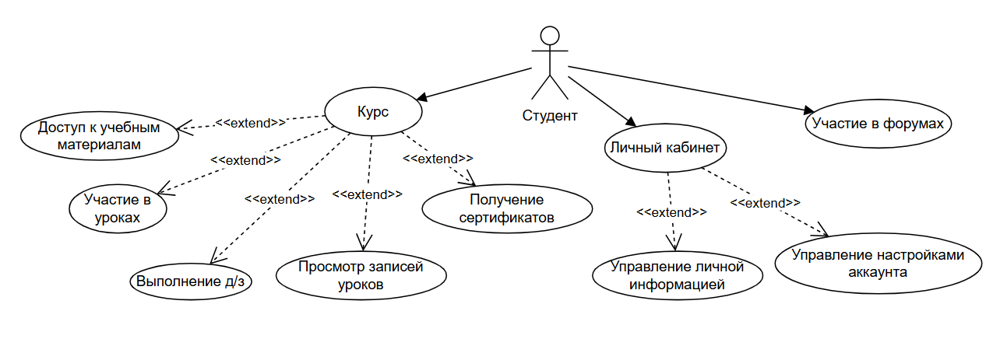 Студент
Курс
Личный кабинет
Участие в форумах
<<extend>>
Доступ к учебным
материалам
<<extend>>
Участие в
уроках
<<extend>>
Выполнение д/з
<<extend>>
Просмотр записей
уроков
<<extend>>
Получение
сертификатов
<<extend>>
Управление личной
информацией
<<extend>>
Управление настройками
аккаунта